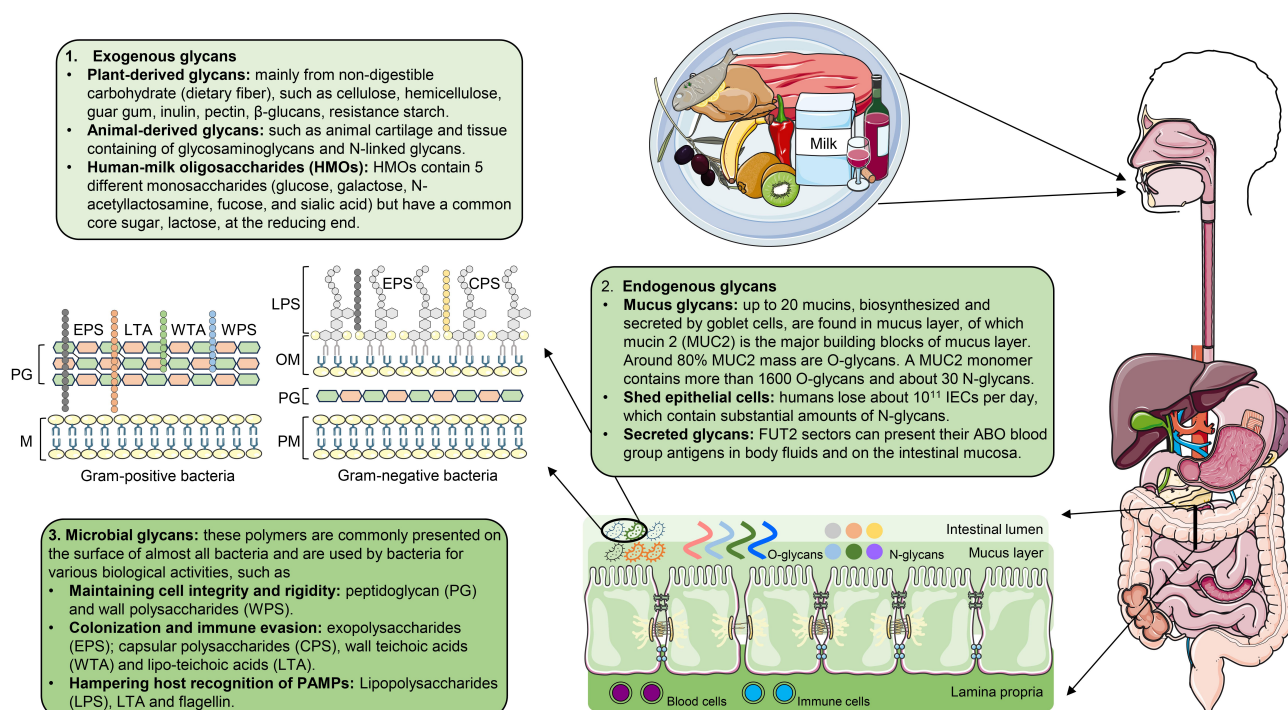 1. Exogenous glycans
• Plant-derived glycans: mainly from non-digestible
carbohydrate (dietary fiber), such as cellulose, hemicellulose,
guar gum, inulin, pectin, β-glucans, resistance starch.
• Animal-derived glycans: such as animal cartilage and tissue
containing of glycosaminoglycans and N-linked glycans.
• Human-milk oligosaccharides (HMOs): HMOs contain 5
different monosaccharides (glucose, galactose, N-
acetyllactosamine, fucose, and sialic acid) but have a common
core sugar, lactose, at the reducing end.
Milk
EPS LTA WTA WPS
PG
M
Gram-positive bacteria
LPS
EPS CPS
OM
PG
PM
Gram-negative bacteria
2. Endogenous glycans
• Mucus glycans: up to 20 mucins, biosynthesized and
secreted by goblet cells, are found in mucus layer, of which
mucin 2 (MUC2) is the major building blocks of mucus layer.
Around 80% MUC2 mass are O-glycans. A MUC2 monomer
contains more than 1600 O-glycans and about 30 N-glycans.
• Shed epithelial cells: humans lose about 10¹¹ IECs per day,
which contain substantial amounts of N-glycans.
• Secreted glycans: FUT2 sectors can present their ABO blood
group antigens in body fluids and on the intestinal mucosa.
3. Microbial glycans: these polymers are commonly presented on
the surface of almost all bacteria and are used by bacteria for
various biological activities, such as
• Maintaining cell integrity and rigidity: peptidoglycan (PG)
and wall polysaccharides (WPS).
• Colonization and immune evasion: exopolysaccharides
(EPS); capsular polysaccharides (CPS), wall teichoic acids
(WTA) and lipo-teichoic acids (LTA).
• Hampering host recognition of PAMPs: Lipopolysaccharides
(LPS), LTA and flagellin.
Intestinal lumen
O-glycans N-glycans Mucus layer
Blood cells Immune cells Lamina propria